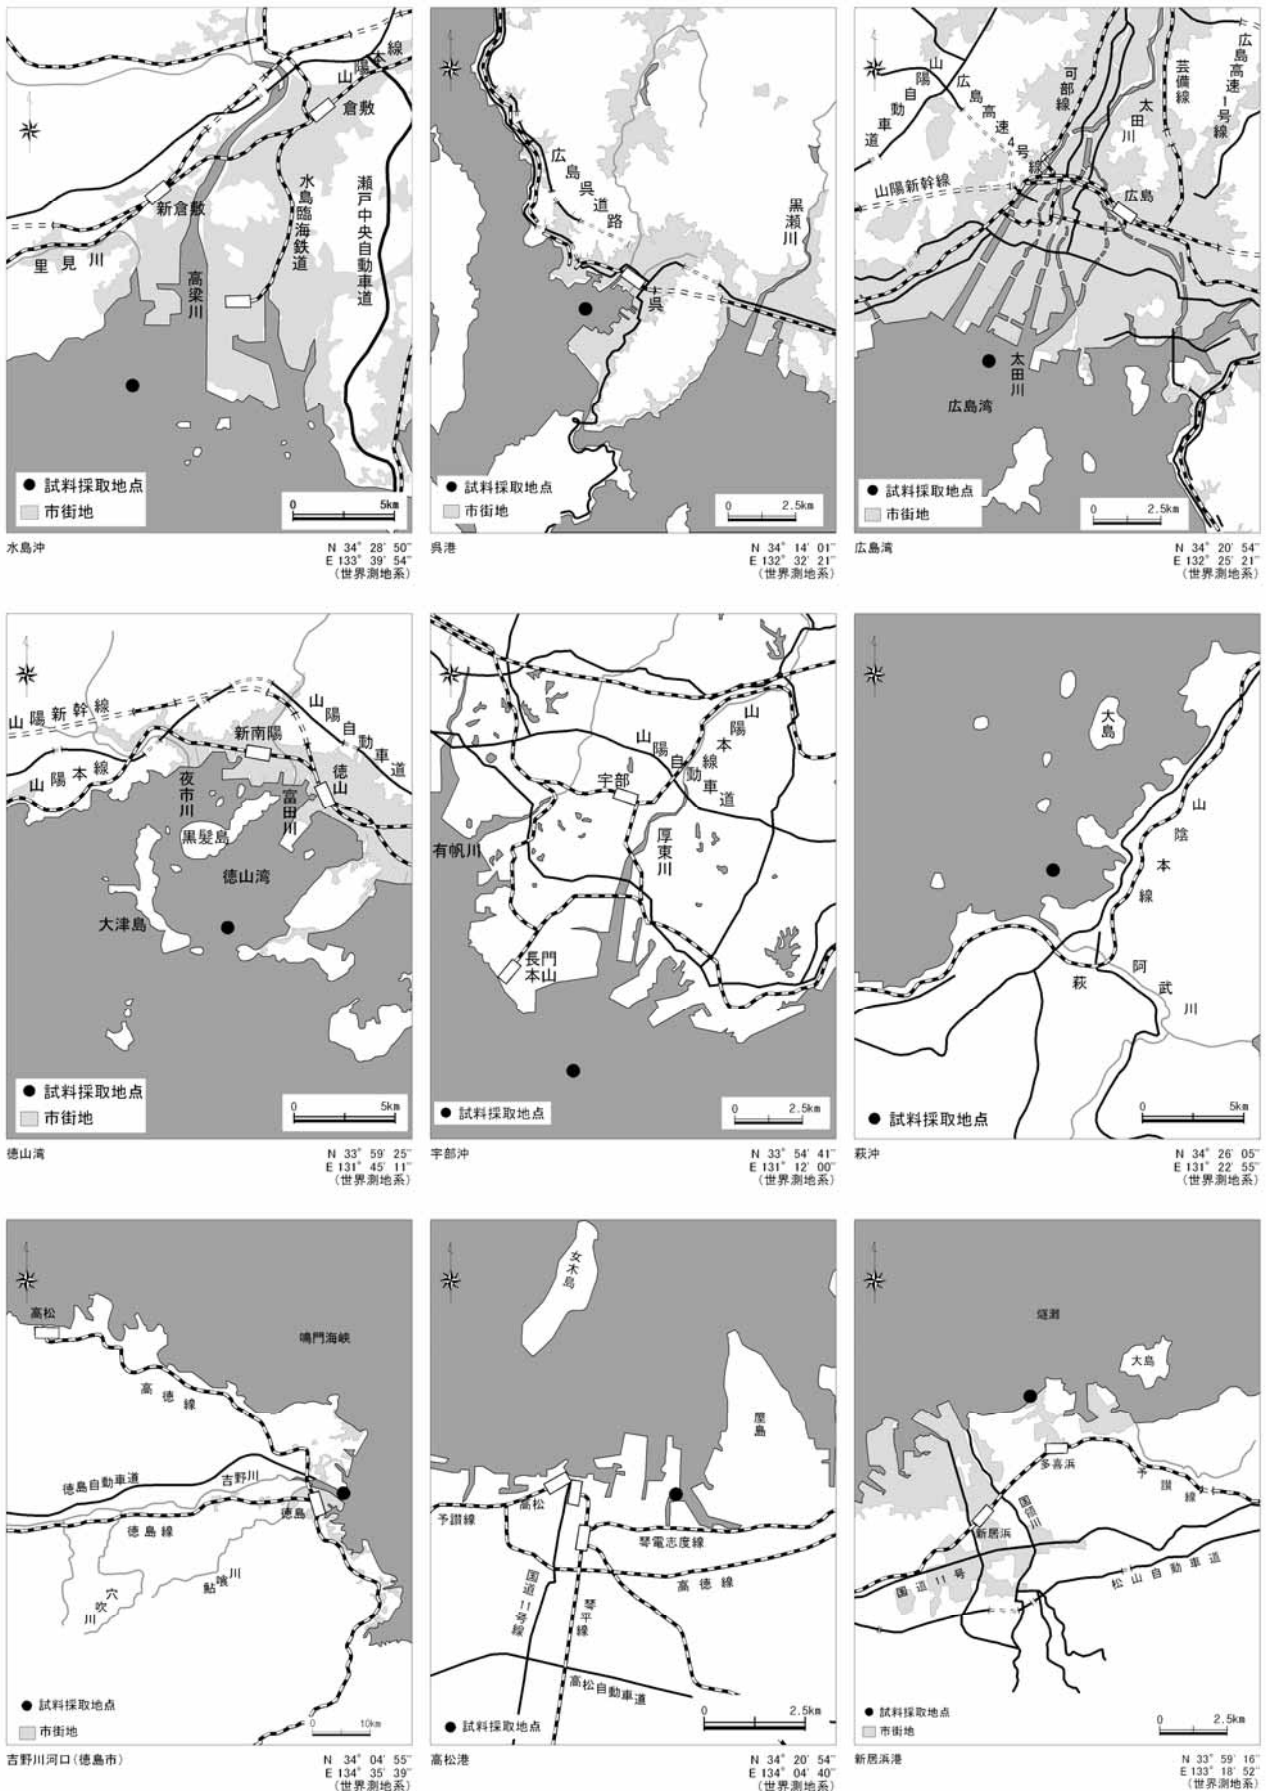 山陽本線
倉敷
新倉敷
水島臨海鉄道
瀬戸中央自動車道
里見川
高梁川
● 試料採取地点
市街地
0 5km
水島沖
N 34° 28′ 50″
E 133° 39′ 54″
(世界測地系)
広島呉道路
黒瀬川
呉
● 試料採取地点
市街地
0 2.5km
呉港
N 34° 14′ 01″
E 132° 32′ 21″
(世界測地系)
山陽自動車道
広島高速4号線
可部線
太田川
芸備線
広島高速1号線
山陽新幹線
広島
太田川
広島湾
● 試料採取地点
市街地
0 2.5km
広島湾
N 34° 20′ 54″
E 132° 25′ 21″
(世界測地系)
山陽新幹線
山陽自動車道
新南陽
山陽本線
徳山
夜市川
富田川
黒髪島
徳山湾
大津島
● 試料採取地点
市街地
0 5km
徳山湾
N 33° 59′ 25″
E 131° 45′ 11″
(世界測地系)
山陽本線
山陽自動車道
宇部
有帆川
厚東川
長門
本山
● 試料採取地点
0 2.5km
宇部沖
N 33° 54′ 41″
E 131° 12′ 00″
(世界測地系)
大島
山陰本線
萩
阿武川
● 試料採取地点
0 5km
萩沖
N 34° 26′ 05″
E 131° 22′ 55″
(世界測地系)
高松
鳴門海峡
高徳線
徳島自動車道
吉野川
徳島
徳島線
鮎喰川
穴吹川
● 試料採取地点
市街地
0 10km
吉野川河口(徳島市)
N 34° 04′ 55″
E 134° 35′ 39″
(世界測地系)
女木島
屋島
高松
予讃線
琴電志度線
高徳線
国道11号線
琴平線
高松自動車道
● 試料採取地点
0 2.5km
高松港
N 34° 20′ 54″
E 134° 04′ 40″
(世界測地系)
燧灘
大島
多喜浜
予讃線
国領川
新居浜
国道11号
松山自動車道
● 試料採取地点
市街地
0 2.5km
新居浜港
N 33° 59′ 16″
E 133° 18′ 52″
(世界測地系)